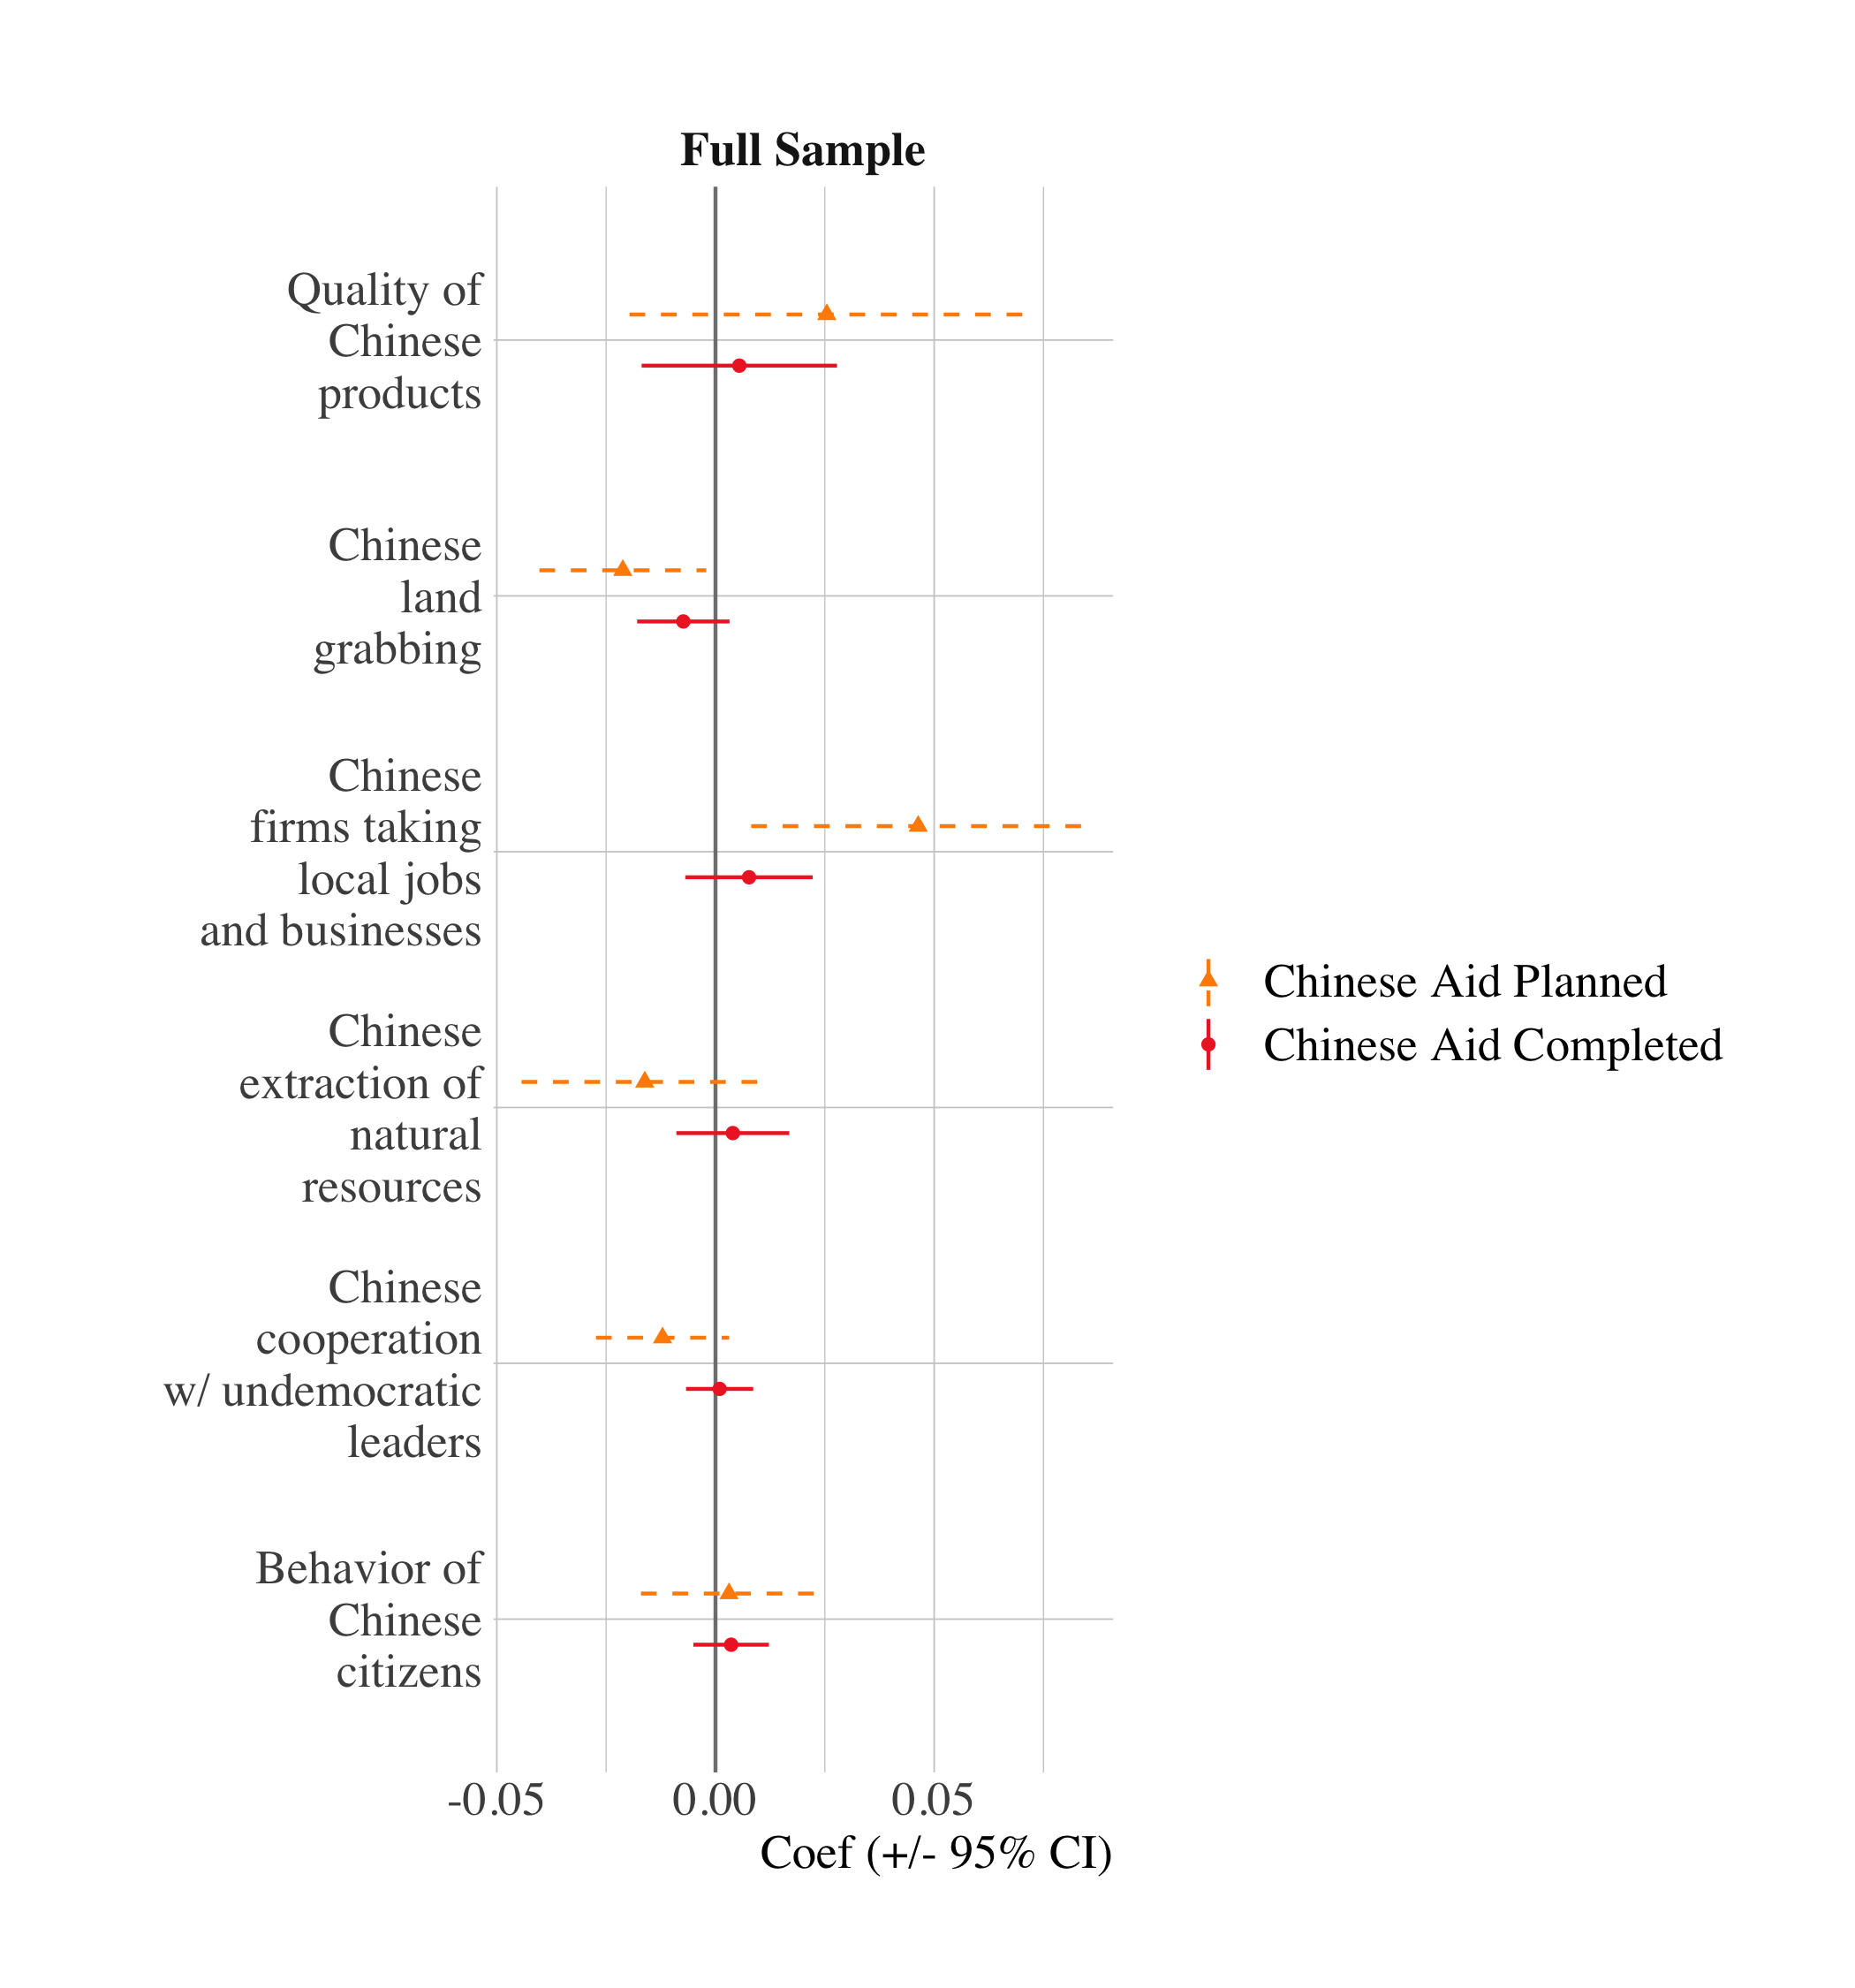 Full Sample
Quality of
Chinese
products
Chinese
land
grabbing
Chinese
firms taking
local jobs
and businesses
Chinese
extraction of
natural
resources
Chinese
cooperation
w/ undemocratic
leaders
Behavior of
Chinese
citizens
-0.05 0.00 0.05
Coef (+/- 95% CI)
Chinese Aid Planned
Chinese Aid Completed